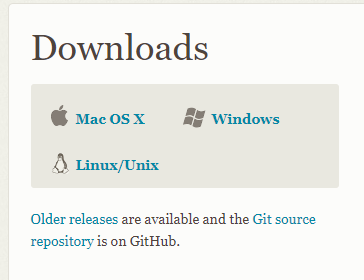 Downloads
Mac OS X Windows
Linux/Unix
Older releases are available and the Git source
repository is on GitHub.